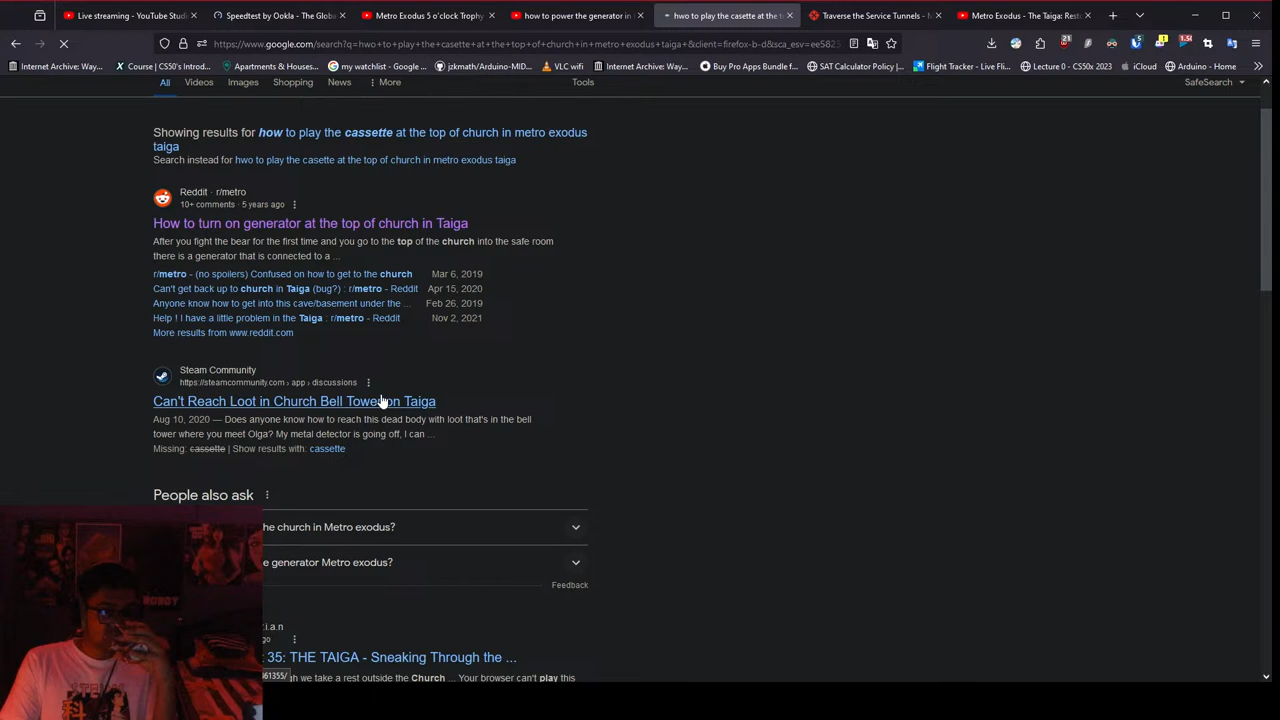 Live streaming - YouTube Studi
Speedtest by Ookla - The Globa
Metro Exodus 5 o'clock Trophy
how to power the generator in
hwo to play the casette at the t
Traverse the Service Tunnels - M
Metro Exodus - The Taiga: Rest
https://www.google.com/search?q=hwo+to+play+the+casette+at+the+top+of+church+in+metro+exodus+taiga+&client=firefox-b-d&sca_esv=ee5825
21
1.50
Internet Archive: Way...
Course | CS50's Introd...
Apartments & Houses...
my watchlist - Google ...
jzkmath/Arduino-MID...
VLC wifi
Internet Archive: Way...
Buy Pro Apps Bundle f...
SAT Calculator Policy |...
Flight Tracker - Live Fli...
Lecture 0 - CS50x 2023
iCloud
Arduino - Home
All
Videos
Images
Shopping
News
More
Tools
SafeSearch
Showing results for how to play the cassette at the top of church in metro exodus
taiga
Search instead for hwo to play the casette at the top of church in metro exodus taiga
Reddit · r/metro
10+ comments · 5 years ago
How to turn on generator at the top of church in Taiga
After you fight the bear for the first time and you go to the top of the church into the safe room
there is a generator that is connected to a ...
r/metro - (no spoilers) Confused on how to get to the church Mar 6, 2019
Can't get back up to church in Taiga (bug?) : r/metro - Reddit Apr 15, 2020
Anyone know how to get into this cave/basement under the ... Feb 26, 2019
Help ! I have a little problem in the Taiga : r/metro - Reddit Nov 2, 2021
More results from www.reddit.com
Steam Community
https://steamcommunity.com › app › discussions
Can't Reach Loot in Church Bell Tower on Taiga
Aug 10, 2020 — Does anyone know how to reach this dead body with loot that's in the bell
tower where you meet Olga? My metal detector is going off, I can ...
Missing: cassette | Show results with: cassette
People also ask
he church in Metro exodus?
e generator Metro exodus?
Feedback
t.i.a.n
go
35: THE TAIGA - Sneaking Through the ...
361355/
h we take a rest outside the Church ... Your browser can't play this